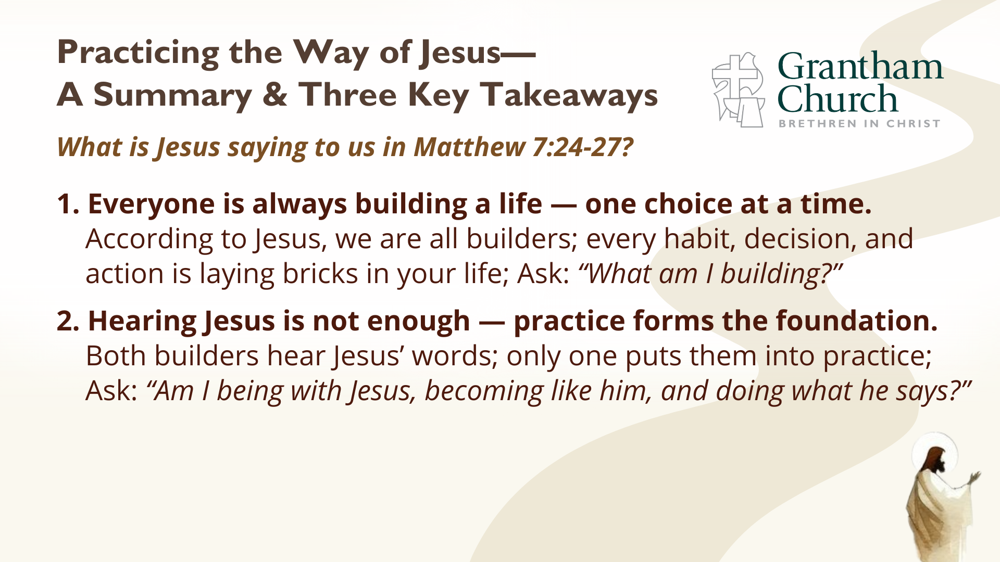 Practicing the Way of Jesus—
A Summary & Three Key Takeaways
Grantham
Church
BRETHREN IN CHRIST
What is Jesus saying to us in Matthew 7:24-27?
1. Everyone is always building a life — one choice at a time.
According to Jesus, we are all builders; every habit, decision, and
action is laying bricks in your life; Ask: “What am I building?”
2. Hearing Jesus is not enough — practice forms the foundation.
Both builders hear Jesus’ words; only one puts them into practice;
Ask: “Am I being with Jesus, becoming like him, and doing what he says?”